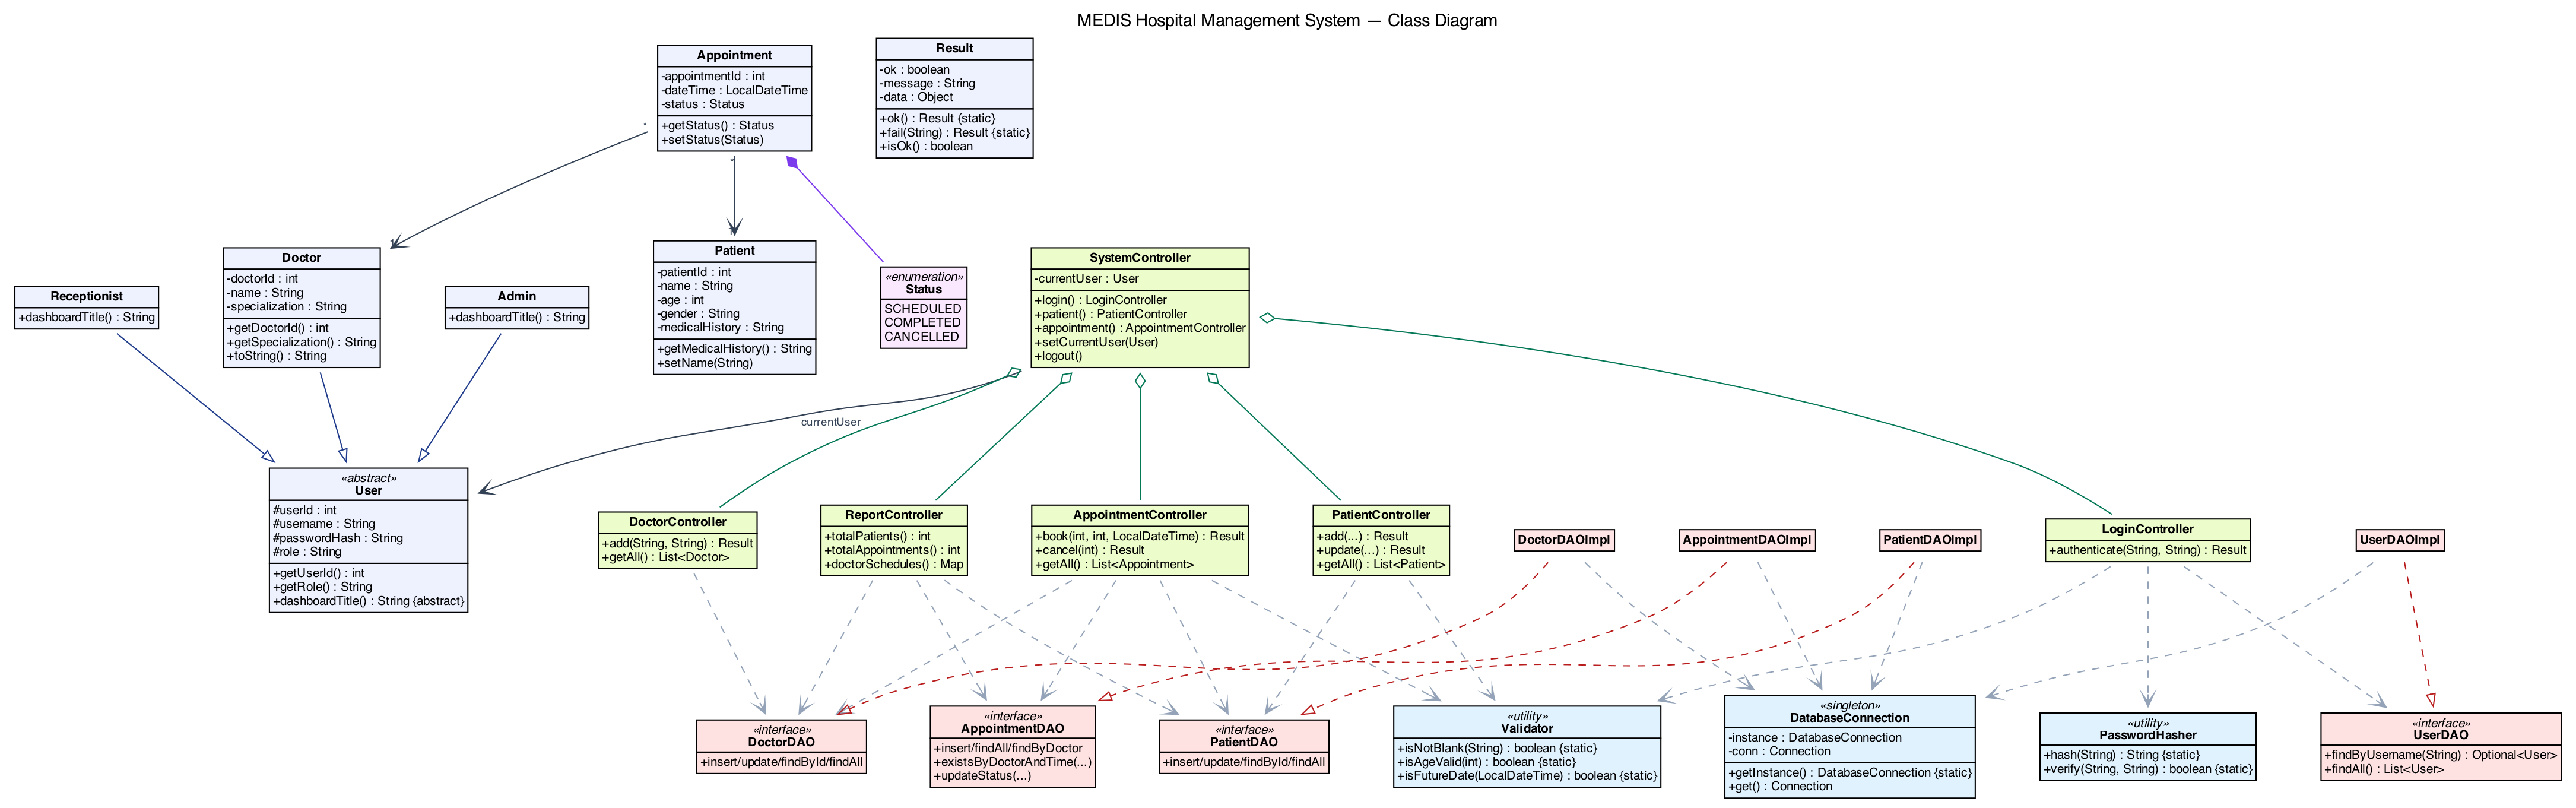 MEDIS Hospital Management System — Class Diagram
Appointment
-appointmentId : int
-dateTime : LocalDateTime
-status : Status
+getStatus() : Status
+setStatus(Status)
Result
-ok : boolean
-message : String
-data : Object
+ok() : Result {static}
+fail(String) : Result {static}
+isOk() : boolean
*
*
1
Receptionist
+dashboardTitle() : String
Doctor
-doctorId : int
-name : String
-specialization : String
+getDoctorId() : int
+getSpecialization() : String
+toString() : String
Admin
+dashboardTitle() : String
Patient
-patientId : int
-name : String
-age : int
-gender : String
-medicalHistory : String
+getMedicalHistory() : String
+setName(String)
«enumeration»
Status
SCHEDULED
COMPLETED
CANCELLED
SystemController
-currentUser : User
+login() : LoginController
+patient() : PatientController
+appointment() : AppointmentController
+setCurrentUser(User)
+logout()
currentUser
«abstract»
User
#userId : int
#username : String
#passwordHash : String
#role : String
+getUserId() : int
+getRole() : String
+dashboardTitle() : String {abstract}
DoctorController
+add(String, String) : Result
+getAll() : List<Doctor>
ReportController
+totalPatients() : int
+totalAppointments() : int
+doctorSchedules() : Map
AppointmentController
+book(int, int, LocalDateTime) : Result
+cancel(int) : Result
+getAll() : List<Appointment>
PatientController
+add(...) : Result
+update(...) : Result
+getAll() : List<Patient>
DoctorDAOImpl
AppointmentDAOImpl
PatientDAOImpl
LoginController
+authenticate(String, String) : Result
UserDAOImpl
«interface»
DoctorDAO
+insert/update/findById/findAll
«interface»
AppointmentDAO
+insert/findAll/findByDoctor
+existsByDoctorAndTime(...)
+updateStatus(...)
«interface»
PatientDAO
+insert/update/findById/findAll
«utility»
Validator
+isNotBlank(String) : boolean {static}
+isAgeValid(int) : boolean {static}
+isFutureDate(LocalDateTime) : boolean {static}
«singleton»
DatabaseConnection
-instance : DatabaseConnection
-conn : Connection
+getInstance() : DatabaseConnection {static}
+get() : Connection
«utility»
PasswordHasher
+hash(String) : String {static}
+verify(String, String) : boolean {static}
«interface»
UserDAO
+findByUsername(String) : Optional<User>
+findAll() : List<User>